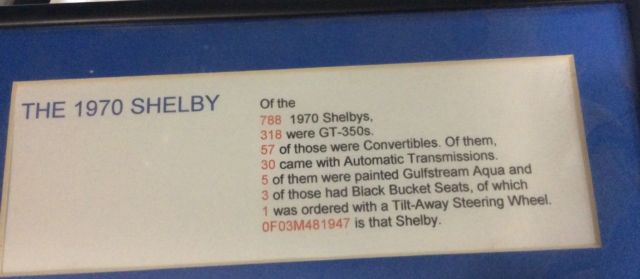 THE 1970 SHELBY
Of the
788 1970 Shelbys,
318 were GT-350s.
57 of those were Convertibles. Of them,
30 came with Automatic Transmissions.
5 of them were painted Gulfstream Aqua and
3 of those had Black Bucket Seats, of which
1 was ordered with a Tilt-Away Steering Wheel.
0F03M481947 is that Shelby.